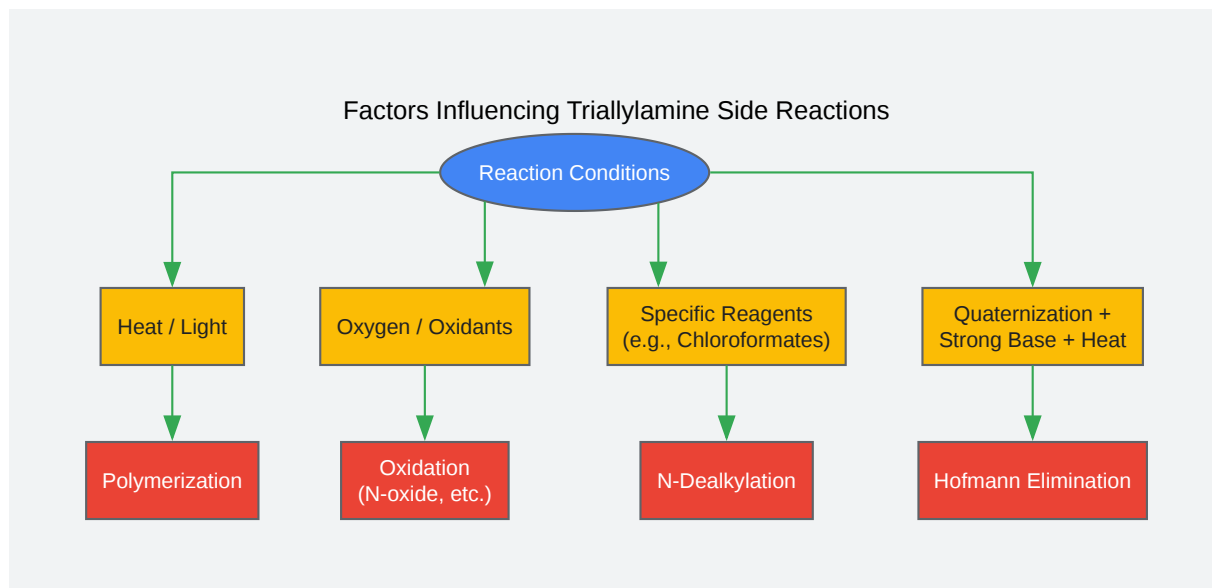 Factors Influencing Triallylamine Side Reactions
Reaction Conditions
Heat / Light
Oxygen / Oxidants
Specific Reagents
(e.g., Chloroformates)
Quaternization +
Strong Base + Heat
Polymerization
Oxidation
(N-oxide, etc.)
N-Dealkylation
Hofmann Elimination